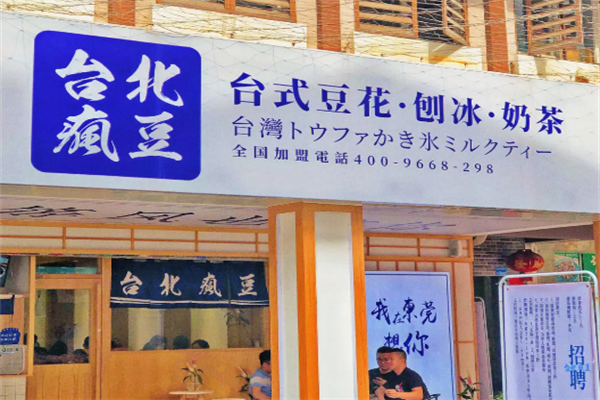 台北
瘋豆
台式豆花·刨冰·奶茶
台灣トウファかき氷ミルクティー
全国加盟電話400-9668-298
台北瘋豆
我在東莞
想你
招聘